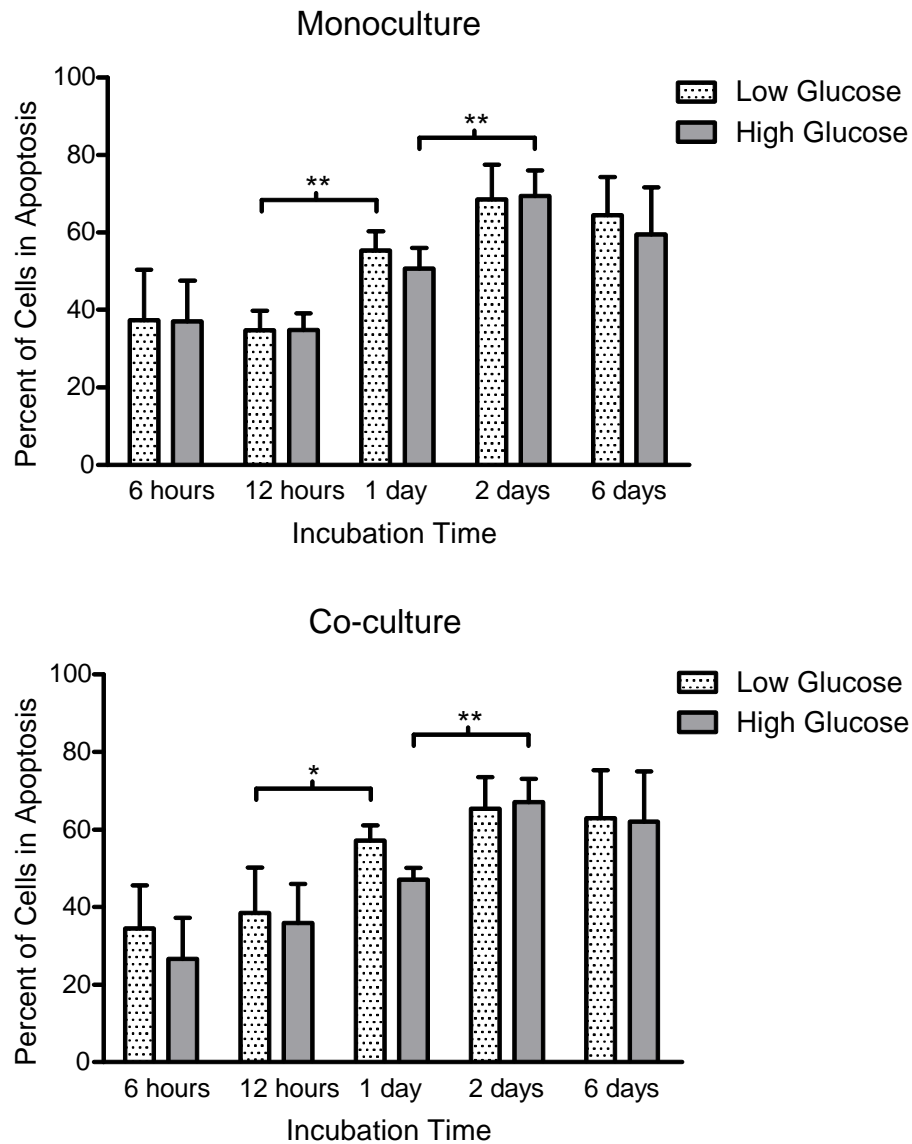 Monoculture
100
80
60
40
20
0
Percent of Cells in Apoptosis
**
**
Low Glucose
High Glucose
6 hours 12 hours 1 day 2 days 6 days
Incubation Time
Co-culture
100
80
60
40
20
0
Percent of Cells in Apoptosis
*
**
Low Glucose
High Glucose
6 hours 12 hours 1 day 2 days 6 days
Incubation Time